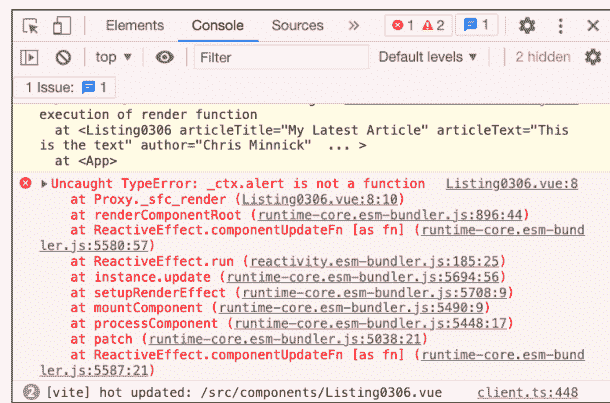 Elements Console Sources » 1 2 1
top ▼ Filter Default levels ▼ 2 hidden
1 Issue: 1
execution of render function
at <Listing0306 articleTitle="My Latest Article" articleText="This
is the text" author="Chris Minnick" ... >
at <App>
Uncaught TypeError: _ctx.alert is not a function Listing0306.vue:8
at Proxy._sfc_render (Listing0306.vue:8:10)
at renderComponentRoot (runtime-core.esm-bundler.js:896:44)
at ReactiveEffect.componentUpdateFn [as fn] (runtime-core.esm-bund
ler.js:5580:57)
at ReactiveEffect.run (reactivity.esm-bundler.js:185:25)
at instance.update (runtime-core.esm-bundler.js:5694:56)
at setupRenderEffect (runtime-core.esm-bundler.js:5708:9)
at mountComponent (runtime-core.esm-bundler.js:5490:9)
at processComponent (runtime-core.esm-bundler.js:5448:17)
at patch (runtime-core.esm-bundler.js:5038:21)
at ReactiveEffect.componentUpdateFn [as fn] (runtime-core.esm-bund
ler.js:5587:21)
2 [vite] hot updated: /src/components/Listing0306.vue client.ts:448